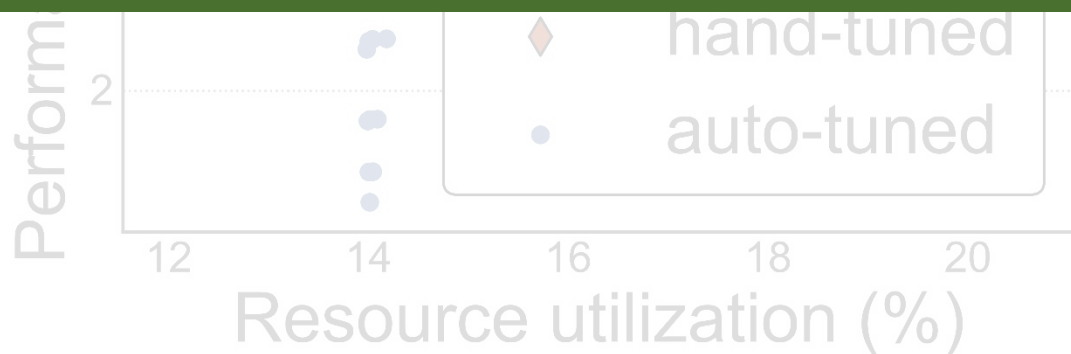 Perform
hand-tuned
2
auto-tuned
12 14 16 18 20
Resource utilization (%)